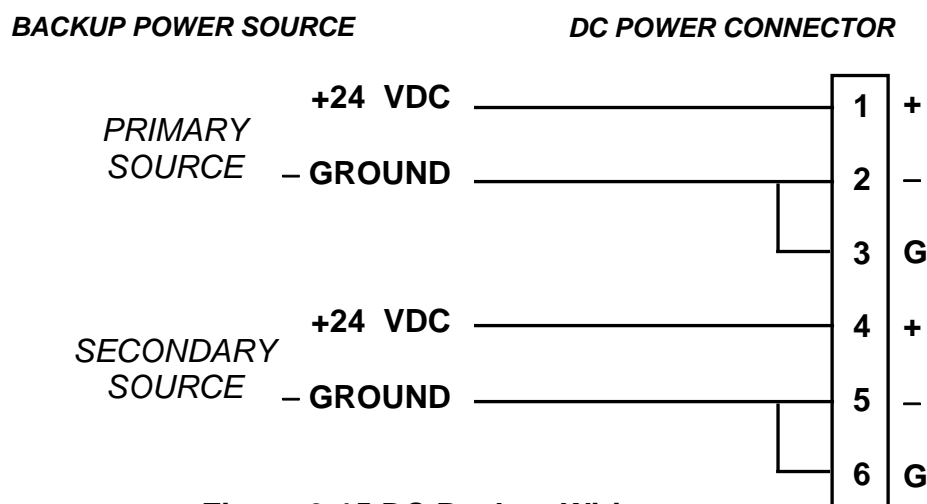 BACKUP POWER SOURCE DC POWER CONNECTOR
+24 VDC 1 +
PRIMARY
SOURCE – GROUND 2 –
3 G
+24 VDC 4 +
SECONDARY
SOURCE – GROUND 5 –
6 G